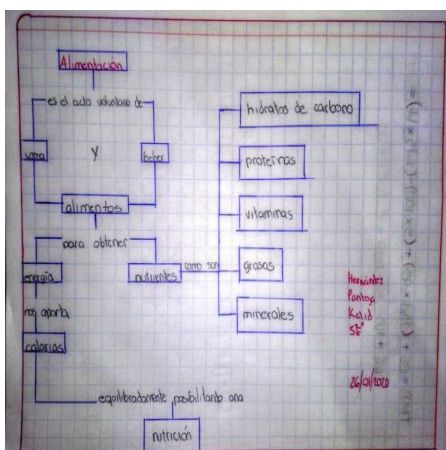 Alimentación
es el acto voluntario de
comer
y
beber
alimentos
para obtener
energía
nutrientes
como son
hidratos de carbono
proteínas
vitaminas
grasas
minerales
nos aporta
calorías
equilibradamente posibilitando una
nutrición
Hernández
Pantoja
Kalid
5E
26/01/2020